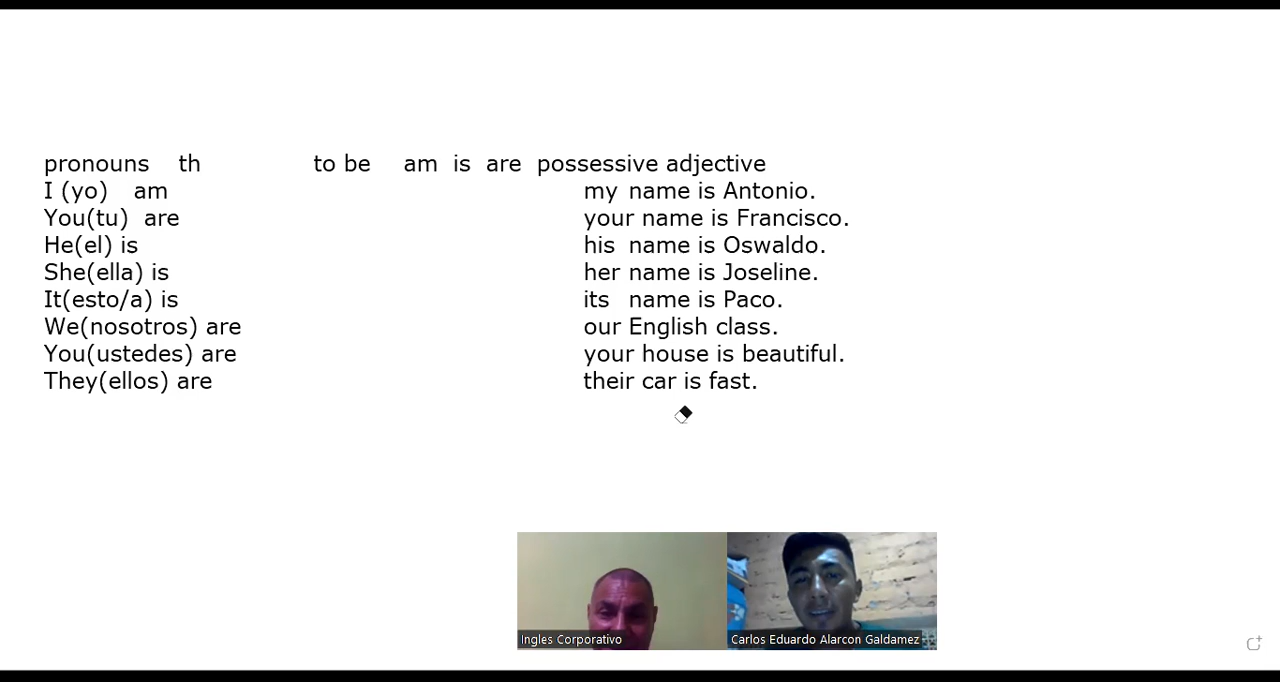 pronouns th to be am is are possessive adjective
I (yo) am my name is Antonio.
You(tu) are your name is Francisco.
He(el) is his name is Oswaldo.
She(ella) is her name is Joseline.
It(esto/a) is its name is Paco.
We(nosotros) are our English class.
You(ustedes) are your house is beautiful.
They(ellos) are their car is fast.
Ingles Corporativo
Carlos Eduardo Alarcon Galdamez